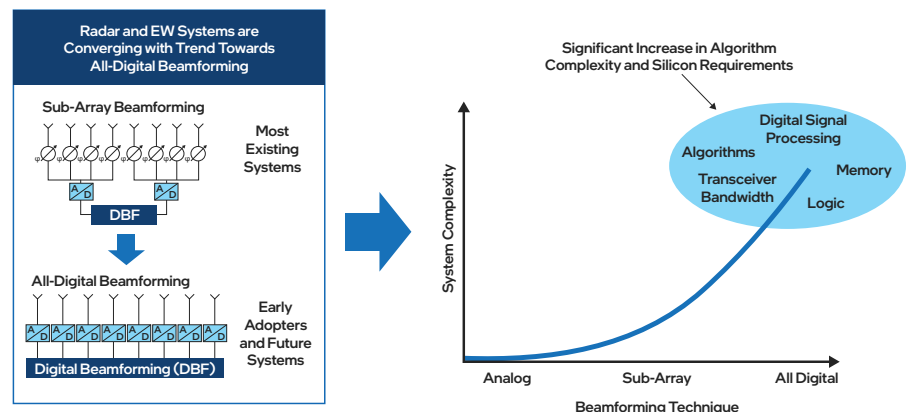 Radar and EW Systems are
Converging with Trend Towards
All-Digital Beamforming
Sub-Array Beamforming
Most
Existing
Systems
φ φ φ φ φ φ φ φ
A/D A/D
DBF
All-Digital Beamforming
Early
Adopters
and Future
Systems
A/D A/D A/D A/D A/D A/D A/D A/D
Digital Beamforming (DBF)
Significant Increase in Algorithm
Complexity and Silicon Requirements
System Complexity
Digital Signal
Processing
Algorithms
Memory
Transceiver
Bandwidth
Logic
Analog
Sub-Array
All Digital
Beamforming Technique